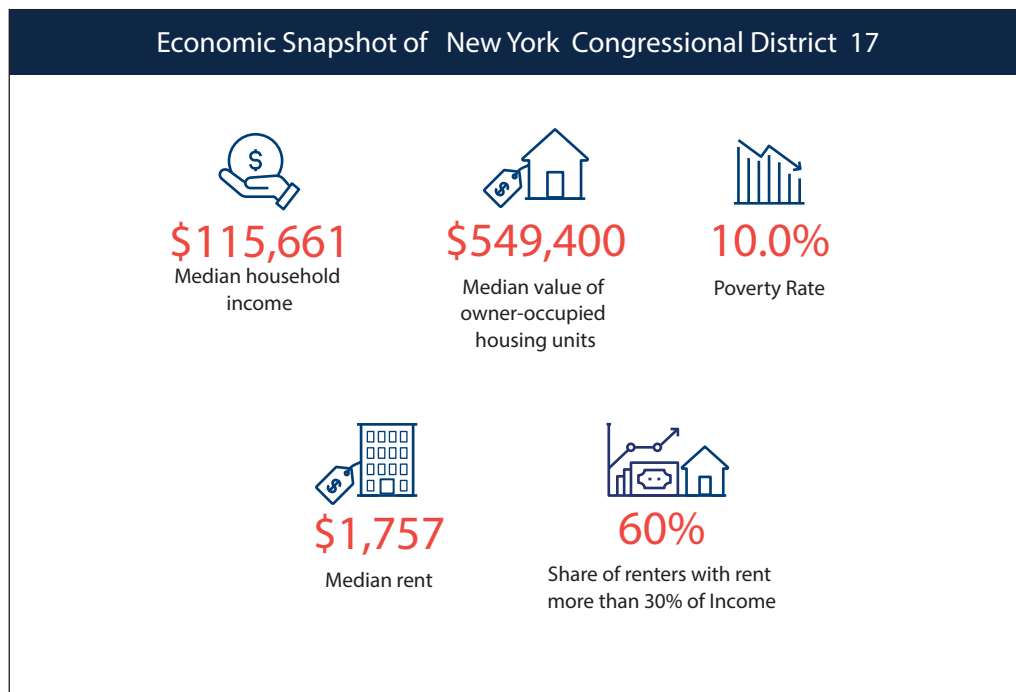 Economic Snapshot of New York Congressional District 17
$
$
$115,661
$549,400
10.0%
Median household
income
Median value of
owner-occupied
housing units
Poverty Rate
$
$1,757
60%
Median rent
Share of renters with rent
more than 30% of Income